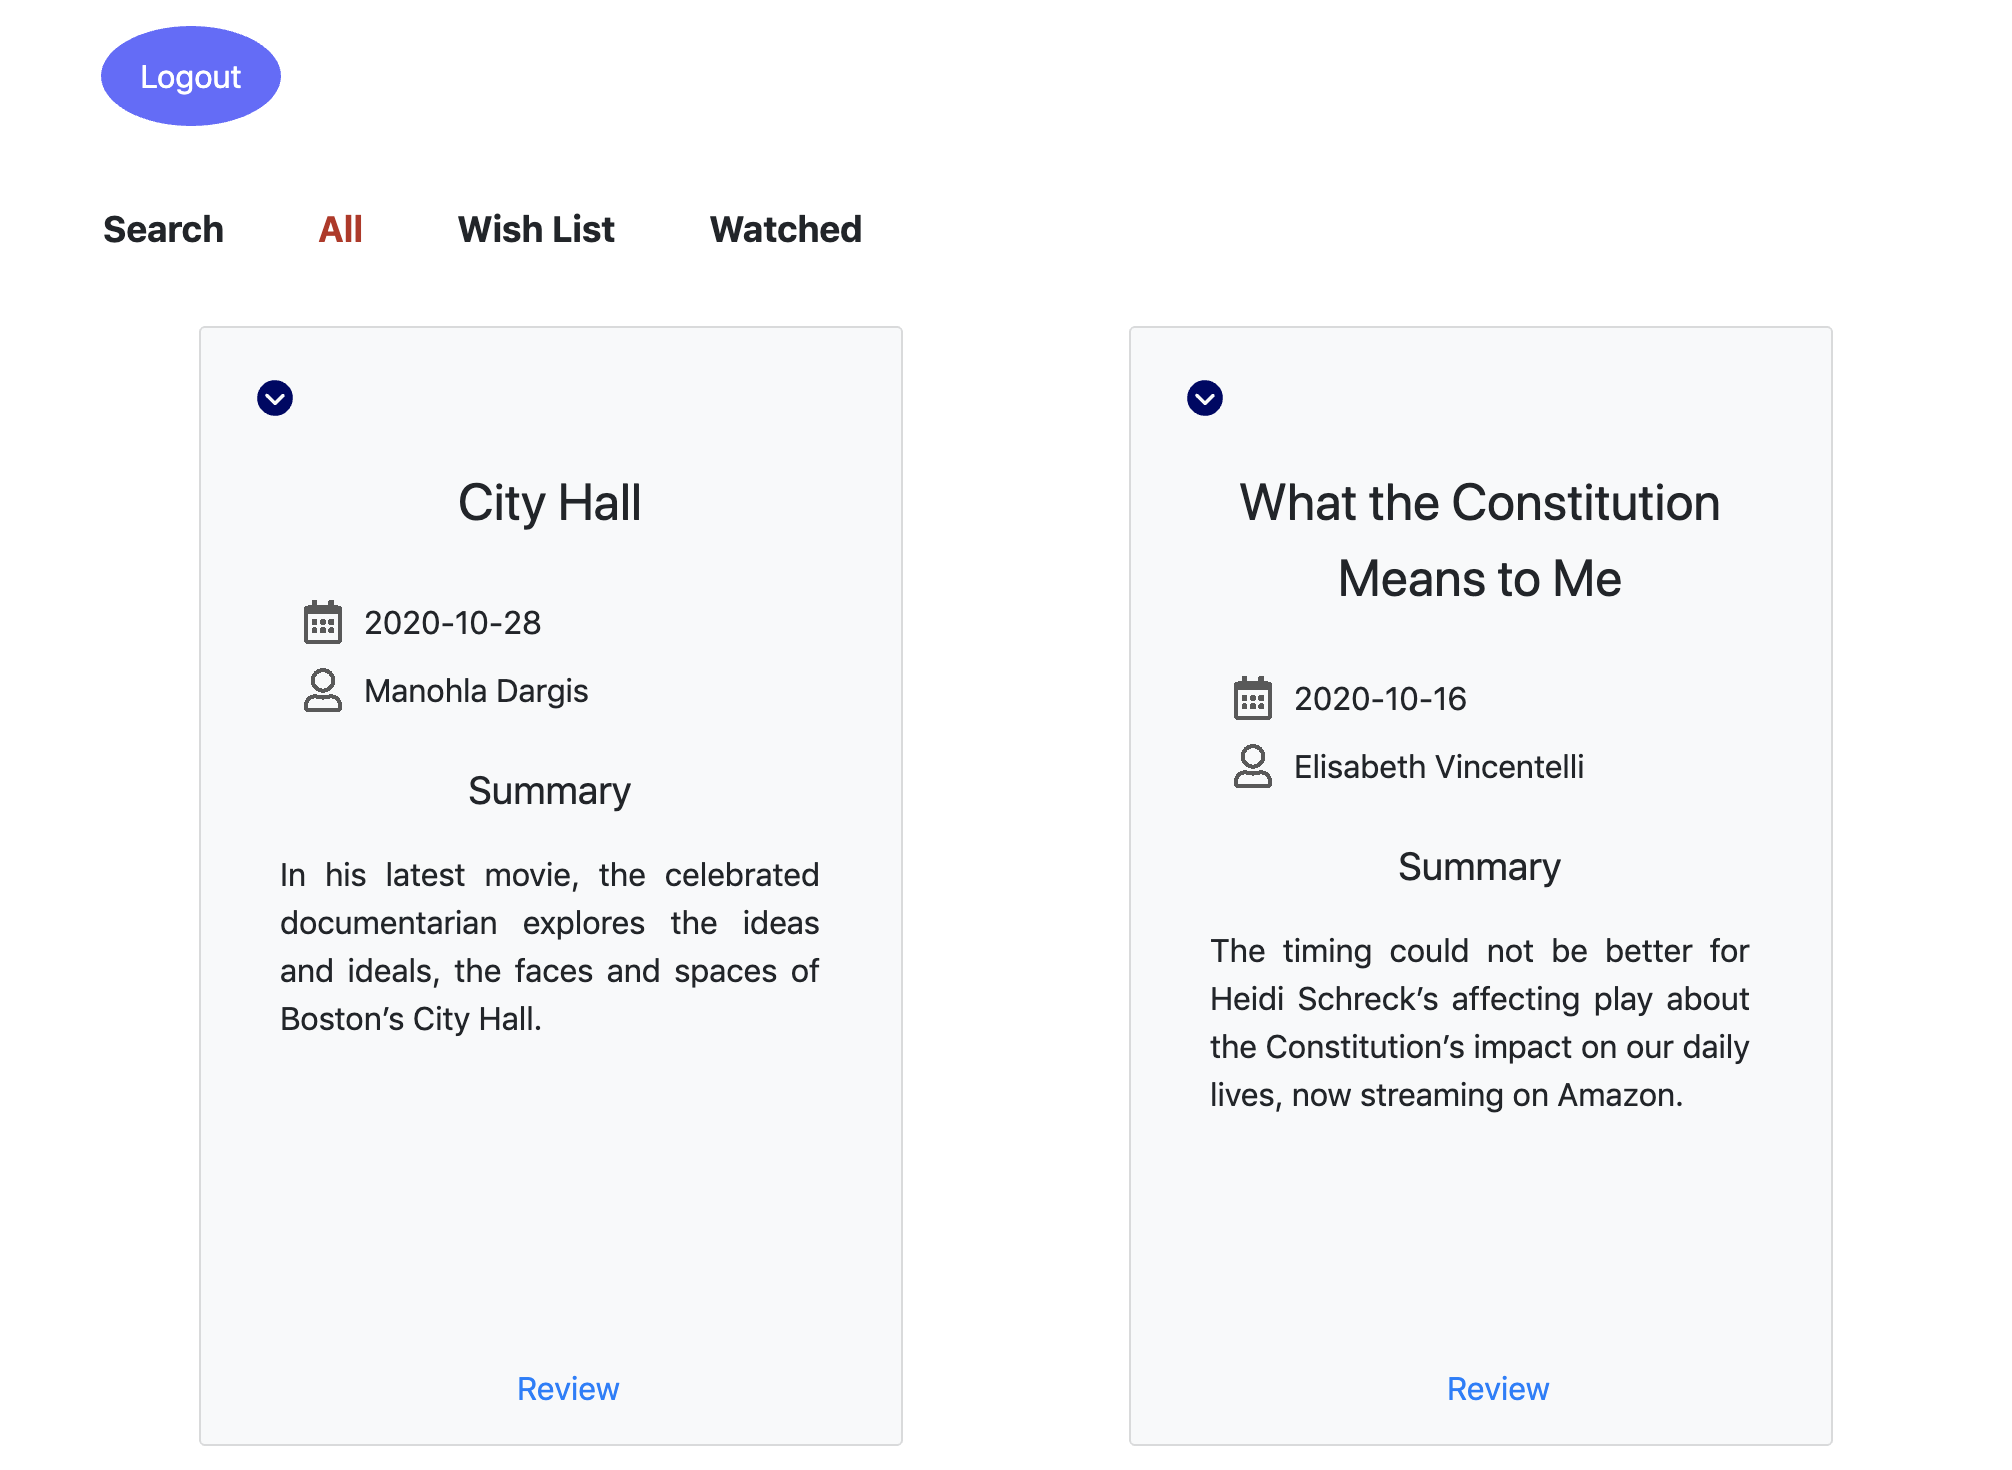 Logout
Search All Wish List Watched
City Hall
2020-10-28
Manohla Dargis
Summary
In his latest movie, the celebrated
documentarian explores the ideas
and ideals, the faces and spaces of
Boston’s City Hall.
Review
What the Constitution
Means to Me
2020-10-16
Elisabeth Vincentelli
Summary
The timing could not be better for
Heidi Schreck’s affecting play about
the Constitution’s impact on our daily
lives, now streaming on Amazon.
Review